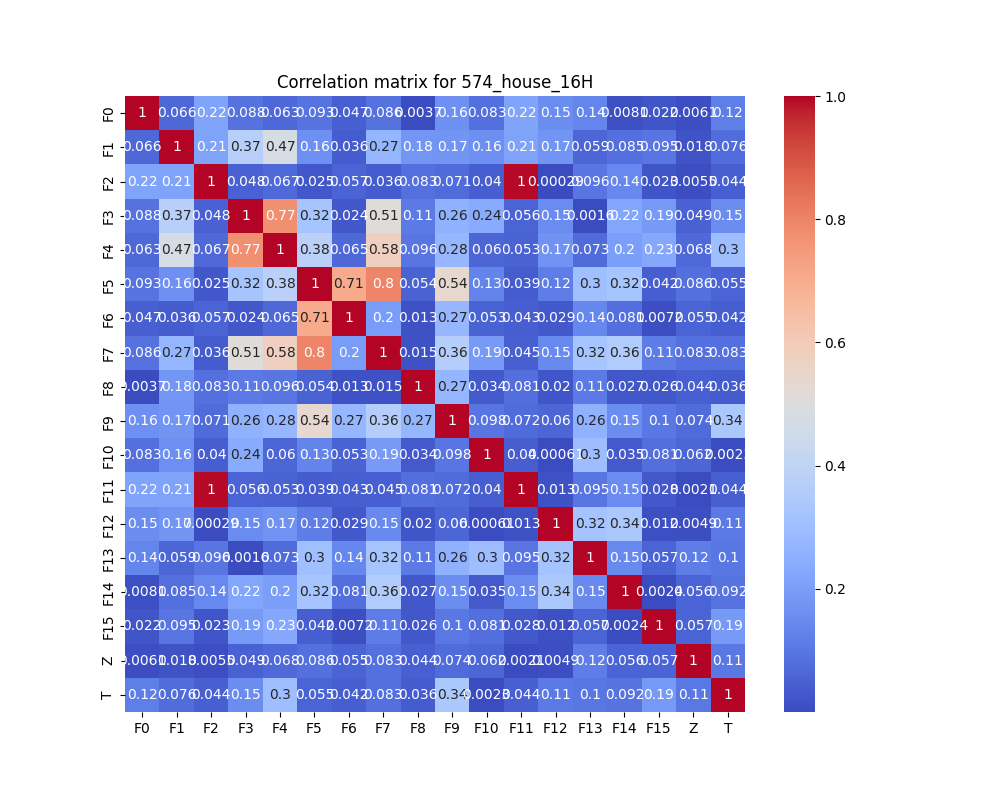 Correlation matrix for 574_house_16H
F0 1 0.066 0.22 0.088 0.063 0.093 0.047 0.086 0.0037 0.16 0.083 0.22 0.15 0.14 0.0081 0.022 0.0061 0.12
F1 0.066 1 0.21 0.37 0.47 0.16 0.036 0.27 0.18 0.17 0.16 0.21 0.17 0.059 0.085 0.095 0.018 0.076
F2 0.22 0.21 1 0.048 0.067 0.025 0.057 0.036 0.083 0.071 0.04 1 0.00029 0.096 0.14 0.023 0.0055 0.044
F3 0.088 0.37 0.048 1 0.77 0.32 0.024 0.51 0.11 0.26 0.24 0.056 0.15 0.0016 0.22 0.19 0.049 0.15
F4 0.063 0.47 0.067 0.77 1 0.38 0.065 0.58 0.096 0.28 0.06 0.053 0.17 0.073 0.2 0.23 0.068 0.3
F5 0.093 0.16 0.025 0.32 0.38 1 0.71 0.8 0.054 0.54 0.13 0.039 0.12 0.3 0.32 0.042 0.086 0.055
F6 0.047 0.036 0.057 0.024 0.065 0.71 1 0.2 0.013 0.27 0.053 0.043 0.029 0.14 0.081 0.0072 0.055 0.042
F7 0.086 0.27 0.036 0.51 0.58 0.8 0.2 1 0.015 0.36 0.19 0.045 0.15 0.32 0.36 0.11 0.083 0.083
F8 0.0037 0.18 0.083 0.11 0.096 0.054 0.013 0.015 1 0.27 0.034 0.081 0.02 0.11 0.027 0.026 0.044 0.036
F9 0.16 0.17 0.071 0.26 0.28 0.54 0.27 0.36 0.27 1 0.098 0.072 0.06 0.26 0.15 0.1 0.074 0.34
F10 0.083 0.16 0.04 0.24 0.06 0.13 0.053 0.19 0.034 0.098 1 0.04 0.00061 0.3 0.035 0.081 0.062 0.0023
F11 0.22 0.21 1 0.056 0.053 0.039 0.043 0.045 0.081 0.072 0.04 1 0.013 0.095 0.15 0.028 0.0021 0.044
F12 0.15 0.17 0.00029 0.15 0.17 0.12 0.029 0.15 0.02 0.06 0.00061 0.013 1 0.32 0.34 0.012 0.0049 0.11
F13 0.14 0.059 0.096 0.0016 0.073 0.3 0.14 0.32 0.11 0.26 0.3 0.095 0.32 1 0.15 0.057 0.12 0.1
F14 0.0081 0.085 0.14 0.22 0.2 0.32 0.081 0.36 0.027 0.15 0.035 0.15 0.34 0.15 1 0.0024 0.056 0.092
F15 0.022 0.095 0.023 0.19 0.23 0.042 0.0072 0.11 0.026 0.1 0.081 0.028 0.012 0.057 0.0024 1 0.057 0.19
Z 0.0061 0.018 0.0055 0.049 0.068 0.086 0.055 0.083 0.044 0.074 0.062 0.0021 0.0049 0.12 0.056 0.057 1 0.11
T 0.12 0.076 0.044 0.15 0.3 0.055 0.042 0.083 0.036 0.34 0.0023 0.044 0.11 0.1 0.092 0.19 0.11 1
F0 F1 F2 F3 F4 F5 F6 F7 F8 F9 F10 F11 F12 F13 F14 F15 Z T
1.0
0.8
0.6
0.4
0.2